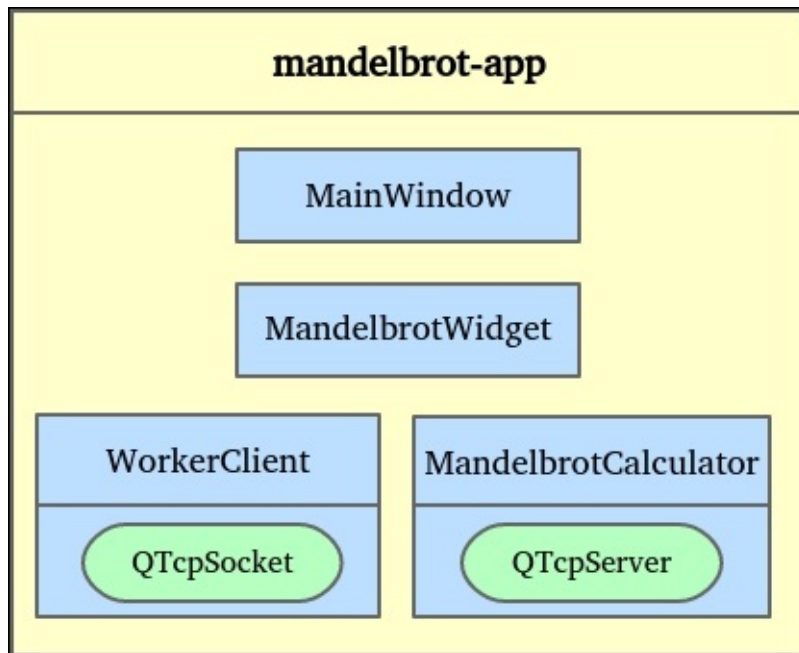 mandelbrot-app
MainWindow
MandelbrotWidget
WorkerClient
MandelbrotCalculator
QTcpSocket
QTcpServer